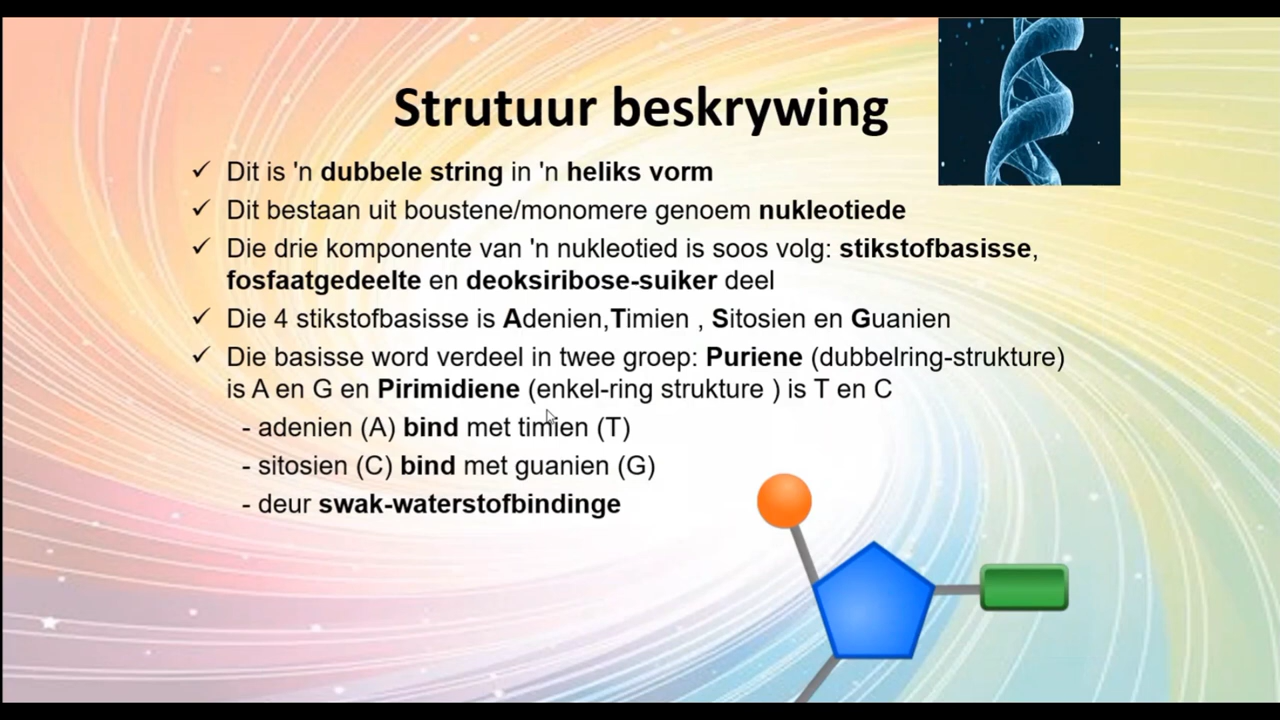 Strutuur beskrywing
✓ Dit is 'n dubbele string in 'n heliks vorm
✓ Dit bestaan uit boustene/monomere genoem nukleotiede
✓ Die drie komponente van 'n nukleotied is soos volg: stikstofbasisse,
fosfaatgedeelte en deoksiribose-suiker deel
✓ Die 4 stikstofbasisse is Adenien,Timien , Sitosien en Guanien
✓ Die basisse word verdeel in twee groep: Puriene (dubbelring-strukture)
is A en G en Pirimidiene (enkel-ring strukture ) is T en C
- adenien (A) bind met timien (T)
- sitosien (C) bind met guanien (G)
- deur swak-waterstofbindinge